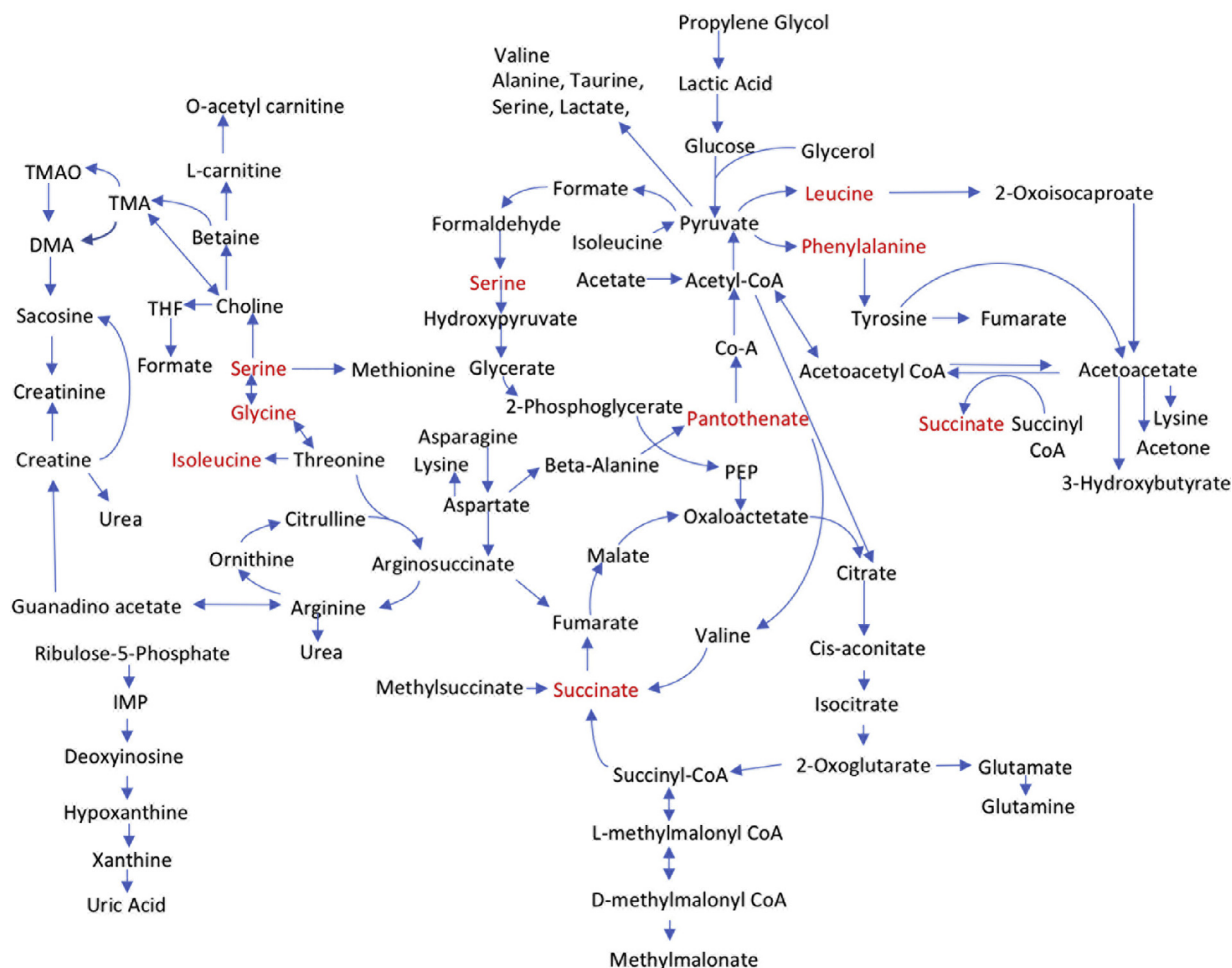 Propylene Glycol
Valine
Alanine, Taurine,
Serine, Lactate,
Lactic Acid
O-acetyl carnitine
Glucose
Glycerol
TMAO
L-carnitine
Formate
Leucine
2-Oxoisocaproate
TMA
Formaldehyde
Pyruvate
DMA
Betaine
Isoleucine
Phenylalanine
Serine
Acetate
Acetyl-CoA
Sacosine
THF
Choline
Hydroxypyruvate
Tyrosine
Fumarate
Co-A
Formate
Serine
Methionine
Glycerate
Acetoacetyl CoA
Acetoacetate
Creatinine
Glycine
2-Phosphoglycerate
Pantothenate
Succinate
Succinyl
CoA
Lysine
Acetone
Asparagine
Creatine
Isoleucine
Threonine
Lysine
Beta-Alanine
PEP
3-Hydroxybutyrate
Urea
Citrulline
Aspartate
Oxaloactetate
Ornithine
Arginosuccinate
Malate
Citrate
Guanadino acetate
Arginine
Fumarate
Valine
Urea
Cis-aconitate
Ribulose-5-Phosphate
Methylsuccinate
Succinate
IMP
Isocitrate
Deoxyinosine
Succinyl-CoA
2-Oxoglutarate
Glutamate
Glutamine
Hypoxanthine
L-methylmalonyl CoA
Xanthine
D-methylmalonyl CoA
Uric Acid
Methylmalonate